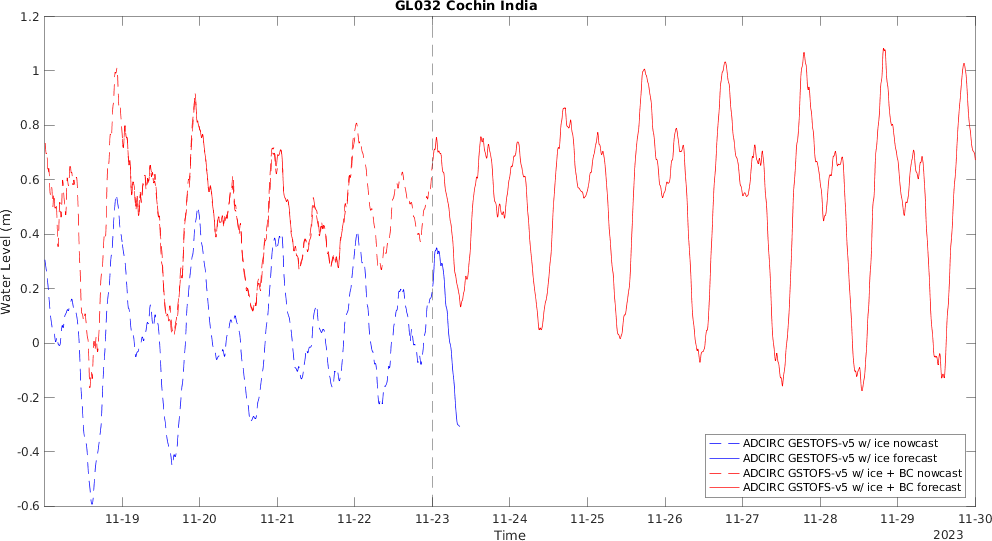 GL032 Cochin India
1.2
1
0.8
0.6
0.4
0.2
0
-0.2
-0.4
-0.6
Water Level (m)
11-19 11-20 11-21 11-22 11-23 11-24 11-25 11-26 11-27 11-28 11-29 11-30
Time
2023
ADCIRC GESTOFS-v5 w/ ice nowcast
ADCIRC GESTOFS-v5 w/ ice forecast
ADCIRC GSTOFS-v5 w/ ice + BC nowcast
ADCIRC GSTOFS-v5 w/ ice + BC forecast